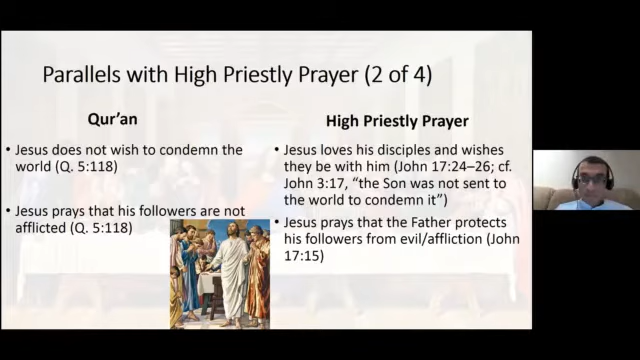 Parallels with High Priestly Prayer (2 of 4)
Qur’an
• Jesus does not wish to condemn the
world (Q. 5:118)
• Jesus prays that his followers are not
afflicted (Q. 5:118)
High Priestly Prayer
• Jesus loves his disciples and wishes
they be with him (John 17:24–26; cf.
John 3:17, “the Son was not sent to
the world to condemn it”)
• Jesus prays that the Father protects
his followers from evil/affliction (John
17:15)